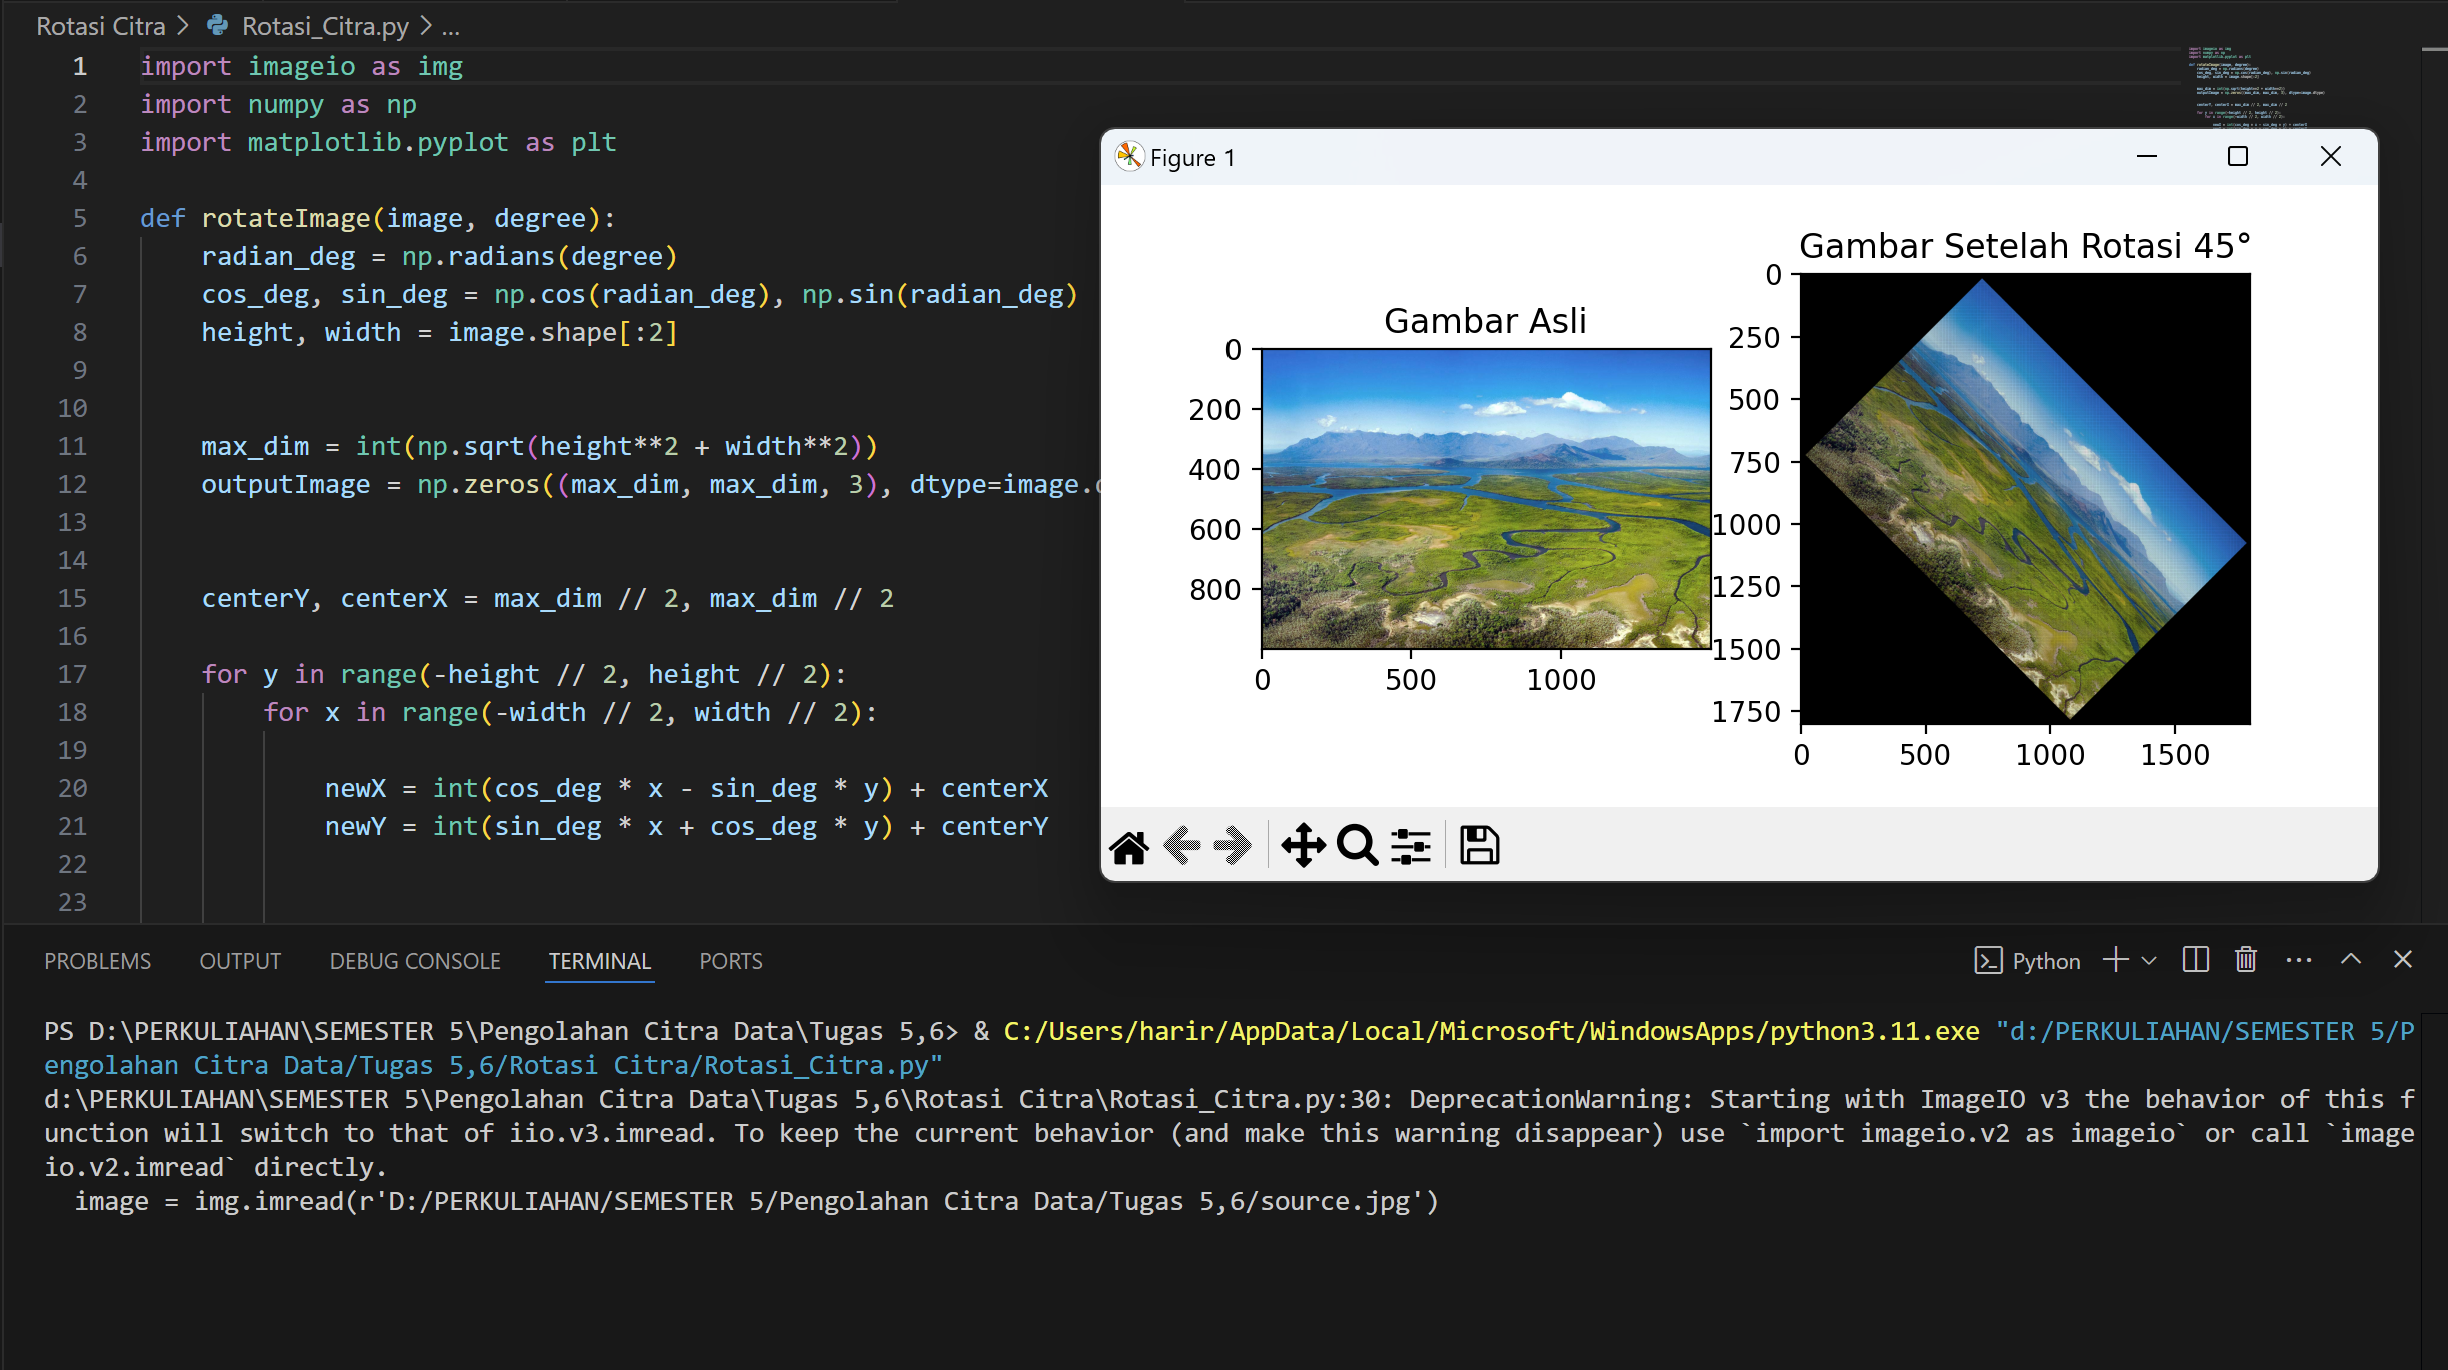 Rotasi Citra > Rotasi_Citra.py > ...
1 import imageio as img
2 import numpy as np
3 import matplotlib.pyplot as plt
4
5 def rotateImage(image, degree):
6 radian_deg = np.radians(degree)
7 cos_deg, sin_deg = np.cos(radian_deg), np.sin(radian_deg)
8 height, width = image.shape[:2]
9
10
11 max_dim = int(np.sqrt(height**2 + width**2))
12 outputImage = np.zeros((max_dim, max_dim, 3), dtype=image.
13
14
15 centerY, centerX = max_dim // 2, max_dim // 2
16
17 for y in range(-height // 2, height // 2):
18 for x in range(-width // 2, width // 2):
19
20 newX = int(cos_deg * x - sin_deg * y) + centerX
21 newY = int(sin_deg * x + cos_deg * y) + centerY
22
23
Figure 1
Gambar Asli
0
200
400
600
800
0 500 1000
Gambar Setelah Rotasi 45°
0
250
500
750
1000
1250
1500
1750
0 500 1000 1500
PROBLEMS OUTPUT DEBUG CONSOLE TERMINAL PORTS
Python
PS D:\PERKULIAHAN\SEMESTER 5\Pengolahan Citra Data\Tugas 5,6> & C:/Users/harir/AppData/Local/Microsoft/WindowsApps/python3.11.exe "d:/PERKULIAHAN/SEMESTER 5/P
engolahan Citra Data/Tugas 5,6/Rotasi Citra/Rotasi_Citra.py"
d:\PERKULIAHAN\SEMESTER 5\Pengolahan Citra Data\Tugas 5,6\Rotasi Citra\Rotasi_Citra.py:30: DeprecationWarning: Starting with ImageIO v3 the behavior of this f
unction will switch to that of iio.v3.imread. To keep the current behavior (and make this warning disappear) use `import imageio.v2 as imageio` or call `image
io.v2.imread` directly.
image = img.imread(r'D:/PERKULIAHAN/SEMESTER 5/Pengolahan Citra Data/Tugas 5,6/source.jpg')